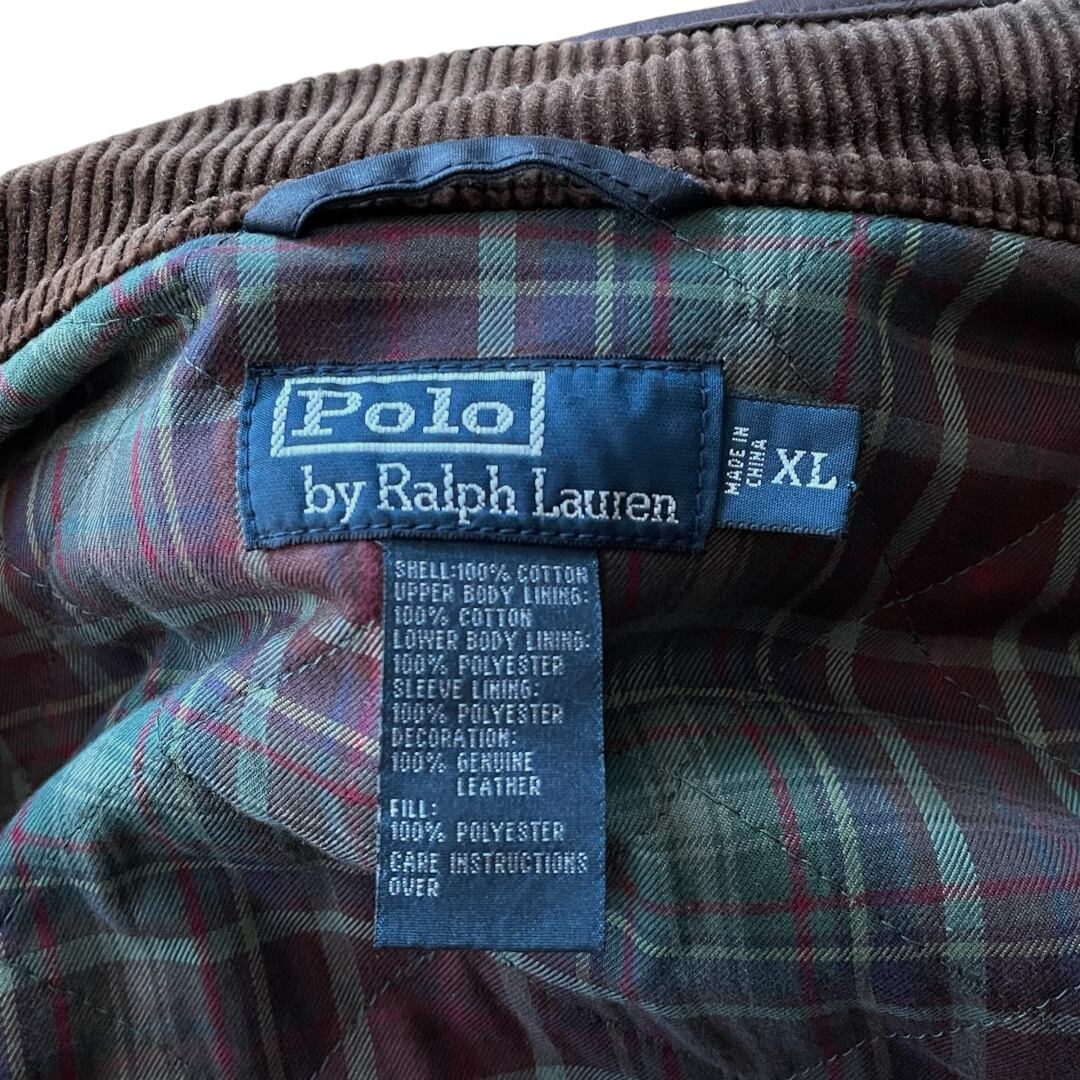 Polo
by Ralph Lauren
MADE IN
CHINA
XL
SHELL:100% COTTON
UPPER BODY LINING:
100% COTTON
LOWER BODY LINING:
100% POLYESTER
SLEEVE LINING:
100% POLYESTER
DECORATION:
100% GENUINE
LEATHER
FILL:
100% POLYESTER
CARE INSTRUCTIONS
OVER